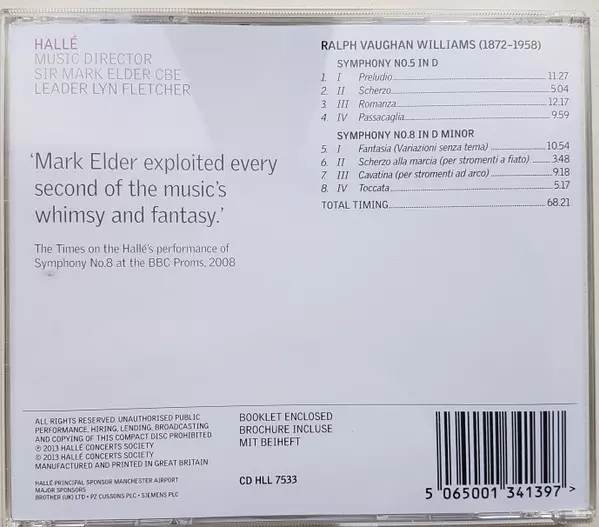 HALLÉ
MUSIC DIRECTOR
SIR MARK ELDER CBE
LEADER LYN FLETCHER
'Mark Elder exploited every
second of the music's
whimsy and fantasy.'
The Times on the Hallé's performance of
Symphony No.8 at the BBC Proms, 2008
RALPH VAUGHAN WILLIAMS (1872-1958)
SYMPHONY NO.5 IN D
1. I Preludio 11.27
2. II Scherzo 5.04
3. III Romanza 12.17
4. IV Passacaglia 9.59
SYMPHONY NO.8 IN D MINOR
5. I Fantasia (Variazioni senza tema) 10.54
6. II Scherzo alla marcia (per stromenti a fiato) 3.48
7. III Cavatina (per stromenti ad arco) 9.18
8. IV Toccata 5.17
TOTAL TIMING 68.21
ALL RIGHTS RESERVED. UNAUTHORISED PUBLIC
PERFORMANCE, HIRING, LENDING, BROADCASTING
AND COPYING OF THIS COMPACT DISC PROHIBITED
℗ 2013 HALLÉ CONCERTS SOCIETY
© 2013 HALLÉ CONCERTS SOCIETY
MANUFACTURED AND PRINTED IN GREAT BRITAIN
HALLÉ PRINCIPAL SPONSOR MANCHESTER AIRPORT
MAJOR SPONSORS
BROTHER (UK) LTD • PZ CUSSONS PLC • SIEMENS PLC
BOOKLET ENCLOSED
BROCHURE INCLUSE
MIT BEIHEFT
CD HLL 7533
5 065001 341397 >